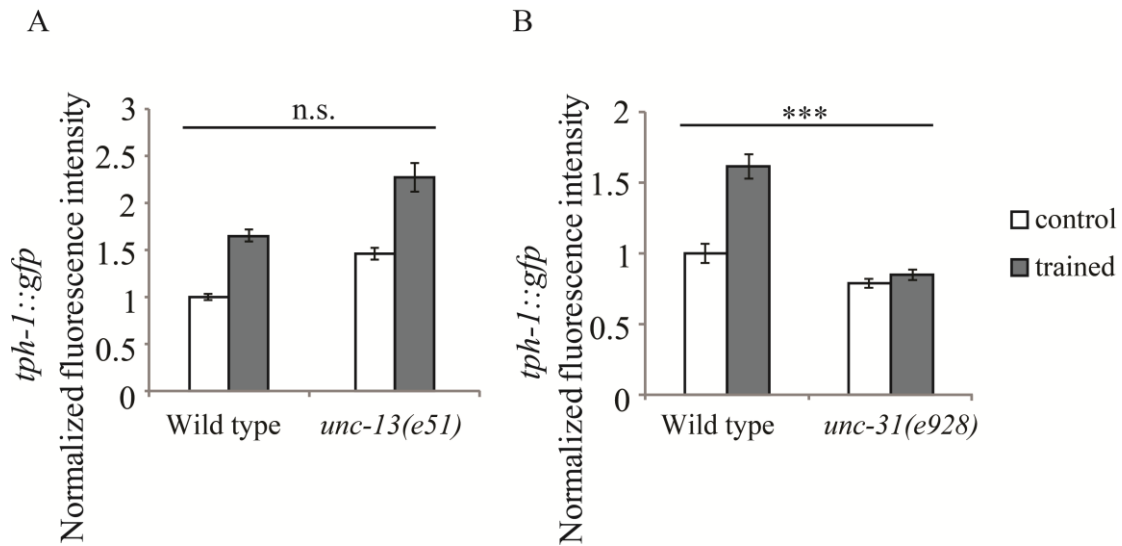 A
tph-1::gfp
Normalized fluorescence intensity
3
2.5
2
1.5
1
0.5
0
n.s.
Wild type unc-13(e51)
B
tph-1::gfp
Normalized fluorescence intensity
2
1.5
1
0.5
0
***
Wild type unc-31(e928)
control
trained